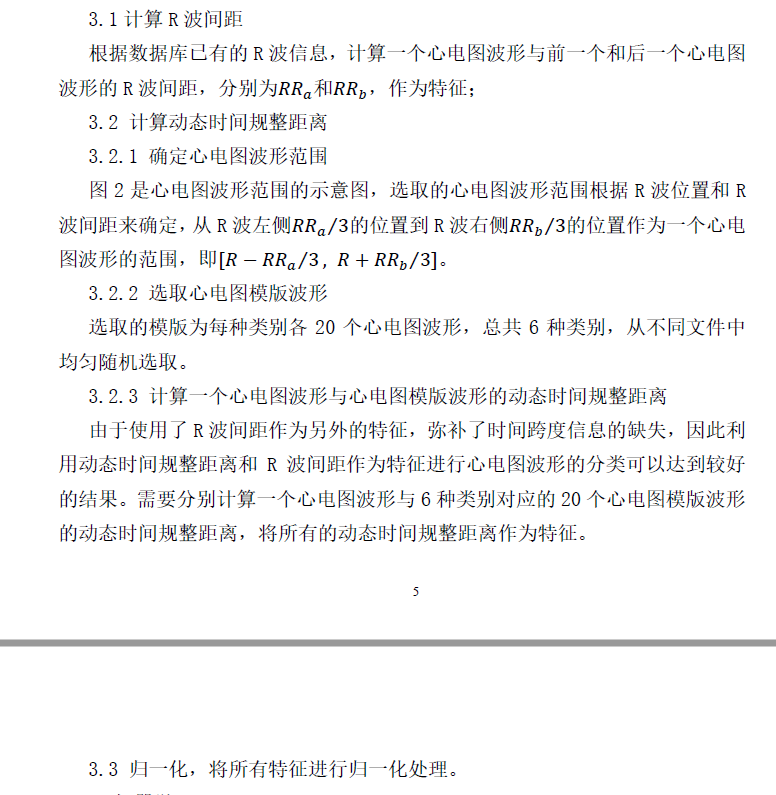 3.1 计算 R 波间距
根据数据库已有的 R 波信息，计算一个心电图波形与前一个和后一个心电图
波形的 R 波间距，分别为RRₐ和RR_b，作为特征；
3.2 计算动态时间规整距离
3.2.1 确定心电图波形范围
图 2 是心电图波形范围的示意图，选取的心电图波形范围根据 R 波位置和 R
波间距来确定，从 R 波左侧RRₐ/3的位置到 R 波右侧RR_b/3的位置作为一个心电
图波形的范围，即[R − RRₐ/3, R + RR_b/3]。
3.2.2 选取心电图模版波形
选取的模版为每种类别各 20 个心电图波形，总共 6 种类别，从不同文件中
均匀随机选取。
3.2.3 计算一个心电图波形与心电图模版波形的动态时间规整距离
由于使用了 R 波间距作为另外的特征，弥补了时间跨度信息的缺失，因此利
用动态时间规整距离和 R 波间距作为特征进行心电图波形的分类可以达到较好
的结果。需要分别计算一个心电图波形与 6 种类别对应的 20 个心电图模版波形
的动态时间规整距离，将所有的动态时间规整距离作为特征。
5
3.3 归一化，将所有特征进行归一化处理。